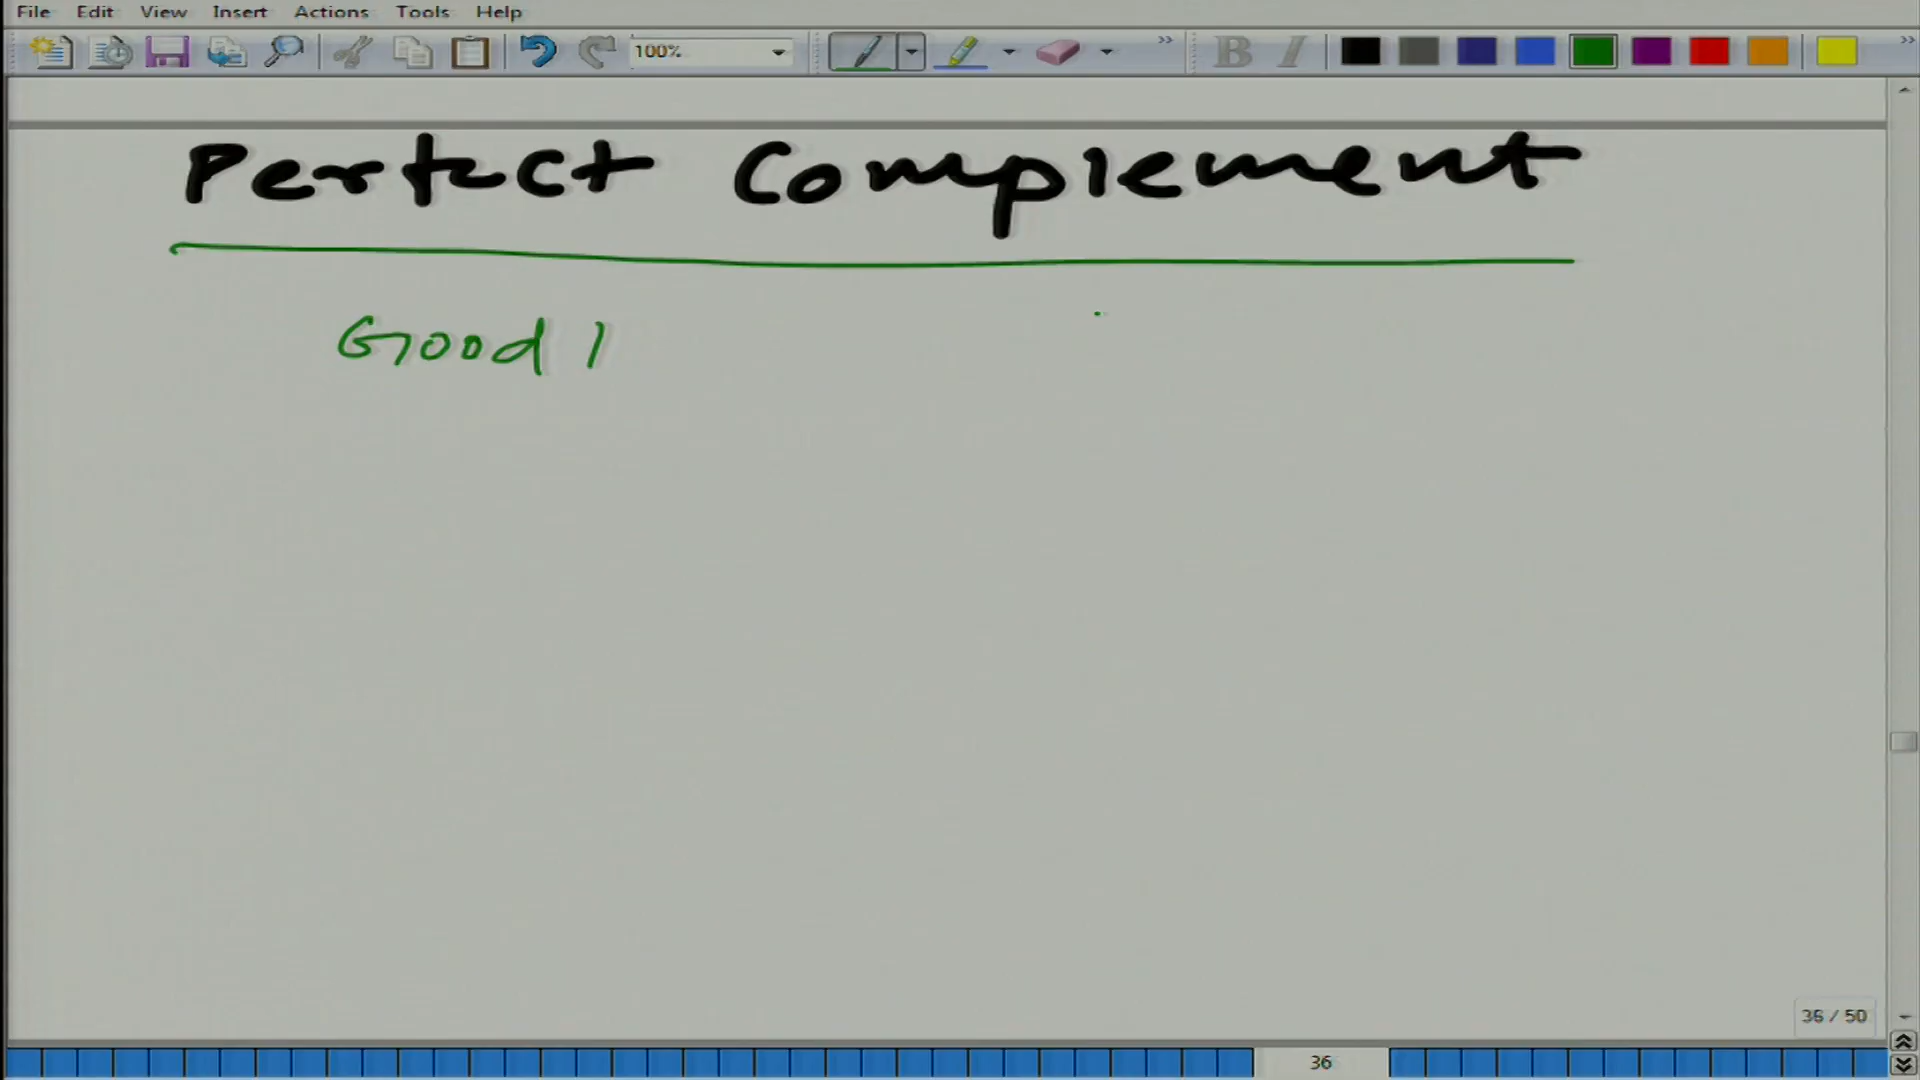 File Edit View Insert Actions Tools Help
100% B I
Perfect Complement
Good 1
36 / 50
36